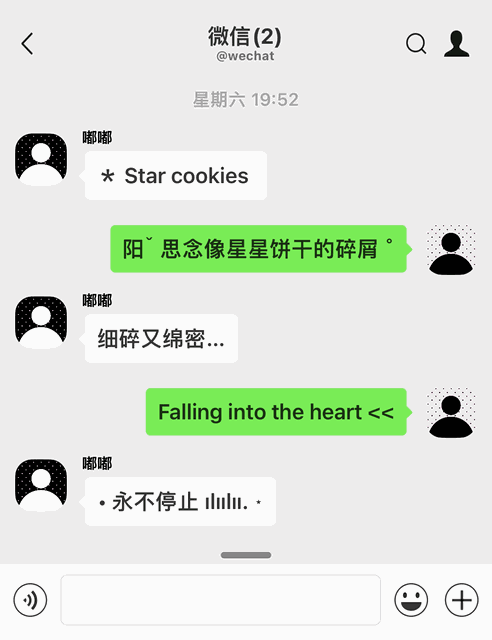 微信(2)
@wechat
星期六 19:52
嘟嘟
* Star cookies
阳ˇ 思念像星星饼干的碎屑 °
嘟嘟
细碎又绵密...
Falling into the heart <<
嘟嘟
• 永不停止 ılılıı. ⋆